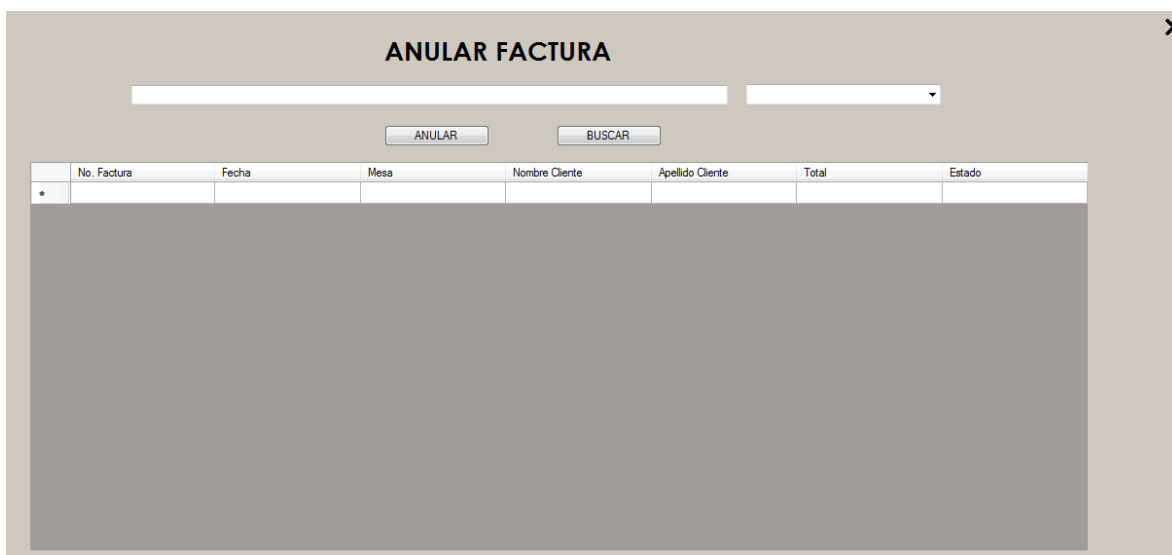 ANULAR FACTURA
ANULAR BUSCAR
No. Factura Fecha Mesa Nombre Cliente Apellido Cliente Total Estado